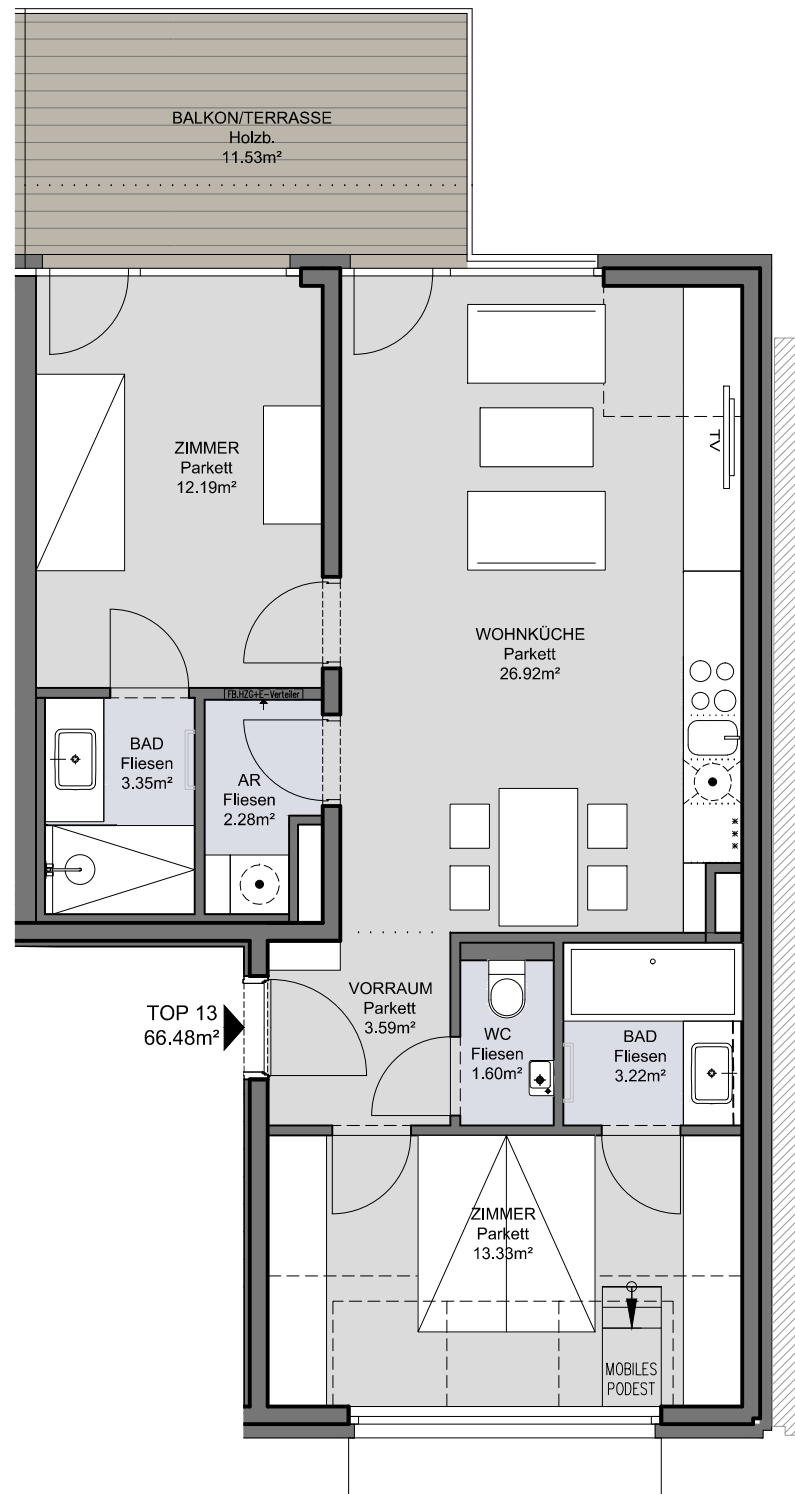 BALKON/TERRASSE
Holzb.
11.53m²
ZIMMER
Parkett
12.19m²
TV
WOHNKÜCHE
Parkett
26.92m²
FB.HZG+E-Verteiler
BAD
Fliesen
3.35m²
AR
Fliesen
2.28m²
TOP 13
66.48m²
VORRAUM
Parkett
3.59m²
WC
Fliesen
1.60m²
BAD
Fliesen
3.22m²
ZIMMER
Parkett
13.33m²
MOBILES
PODEST